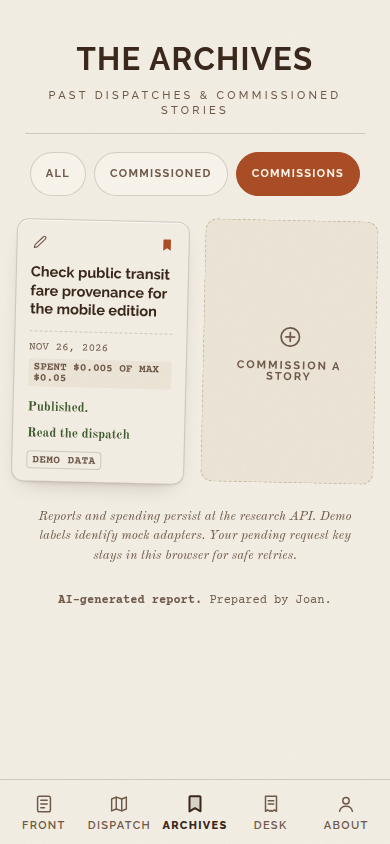 THE ARCHIVES
PAST DISPATCHES & COMMISSIONED
STORIES
ALL
COMMISSIONED
COMMISSIONS
Check public transit
fare provenance for
the mobile edition
NOV 26, 2026
SPENT $0.005 OF MAX
$0.05
Published.
Read the dispatch
DEMO DATA
COMMISSION A
STORY
Reports and spending persist at the research API. Demo
labels identify mock adapters. Your pending request key
stays in this browser for safe retries.
AI-generated report. Prepared by Joan.
FRONT
DISPATCH
ARCHIVES
DESK
ABOUT